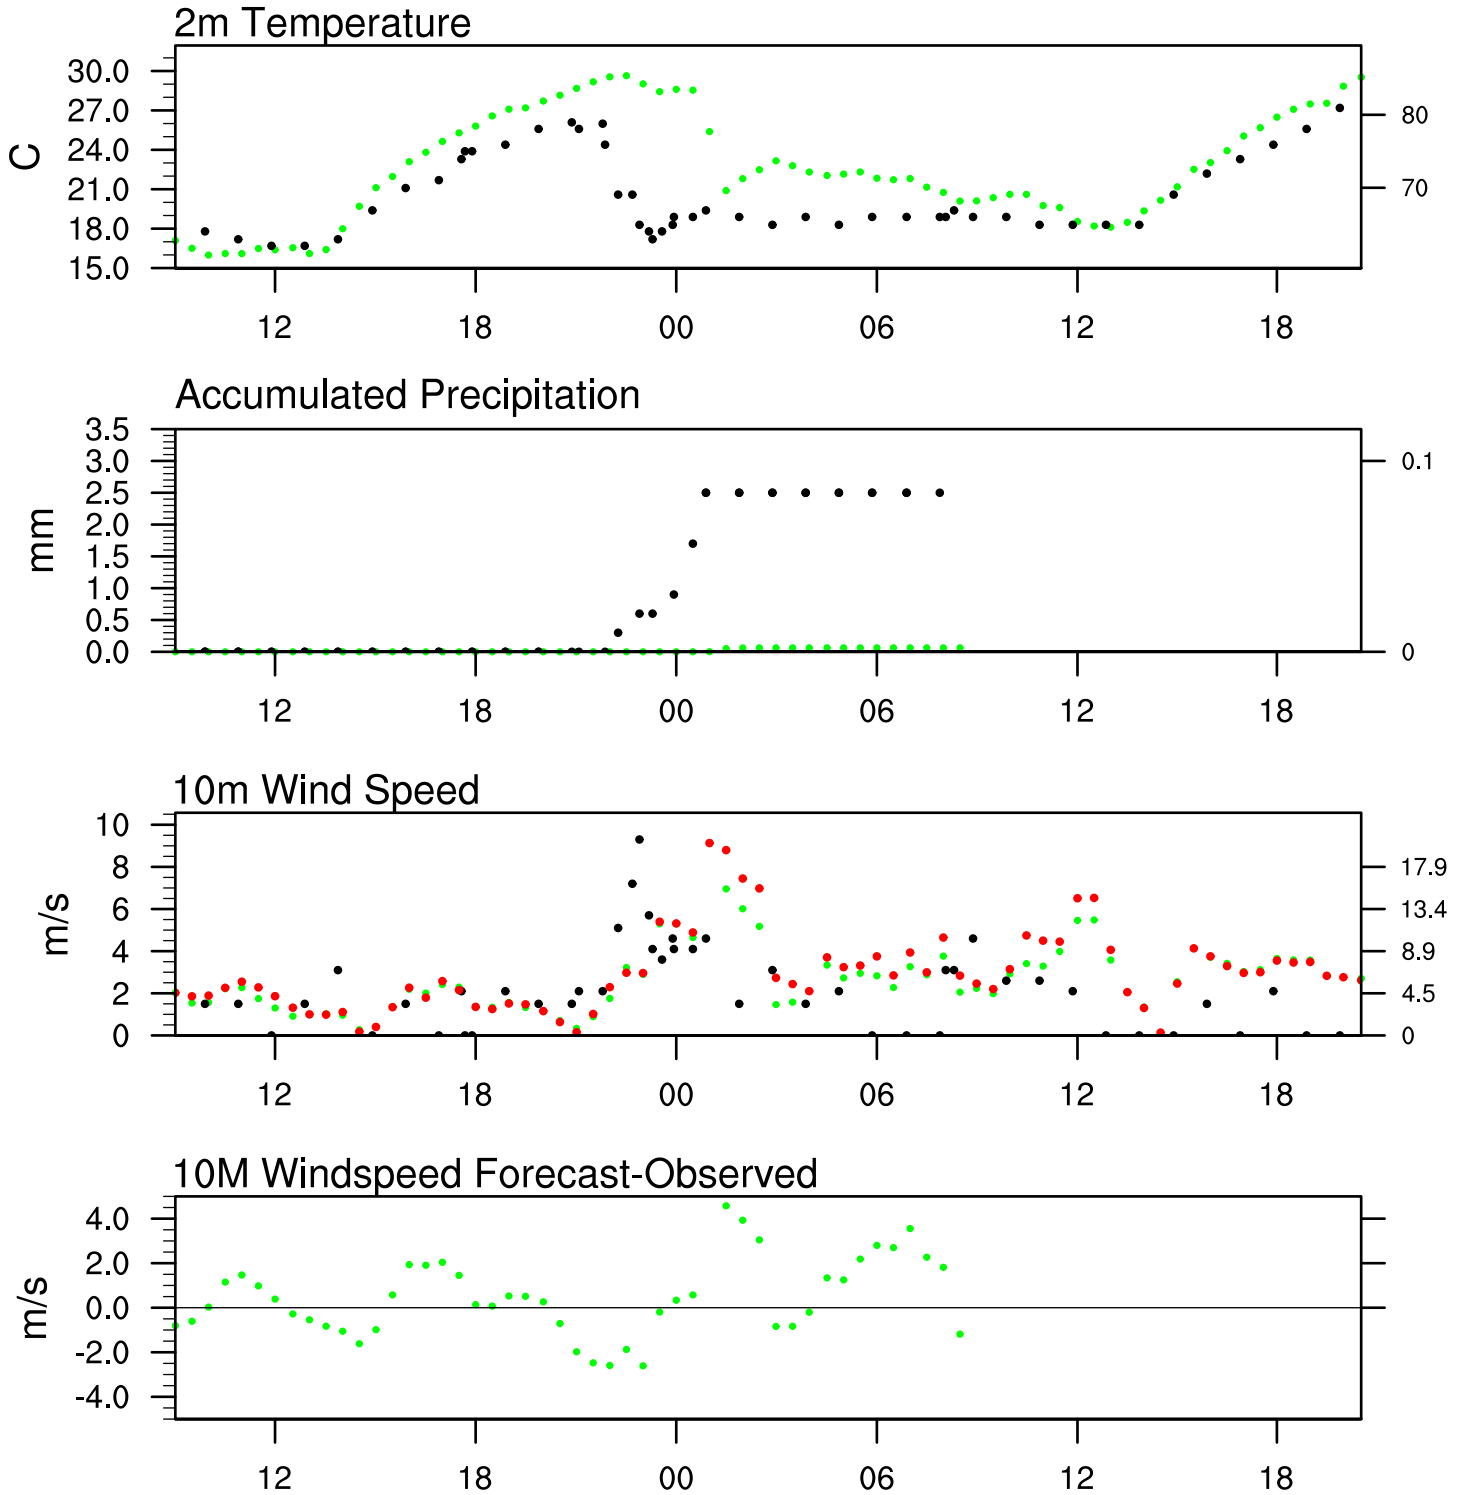 2m Temperature
30.0
27.0
24.0
21.0
18.0
15.0
C
80
70
12 18 00 06 12 18
Accumulated Precipitation
3.5
3.0
2.5
2.0
1.5
1.0
0.5
0.0
mm
0.1
0
12 18 00 06 12 18
10m Wind Speed
10
8
6
4
2
0
m/s
17.9
13.4
8.9
4.5
0
12 18 00 06 12 18
10M Windspeed Forecast-Observed
4.0
2.0
0.0
-2.0
-4.0
m/s
12 18 00 06 12 18